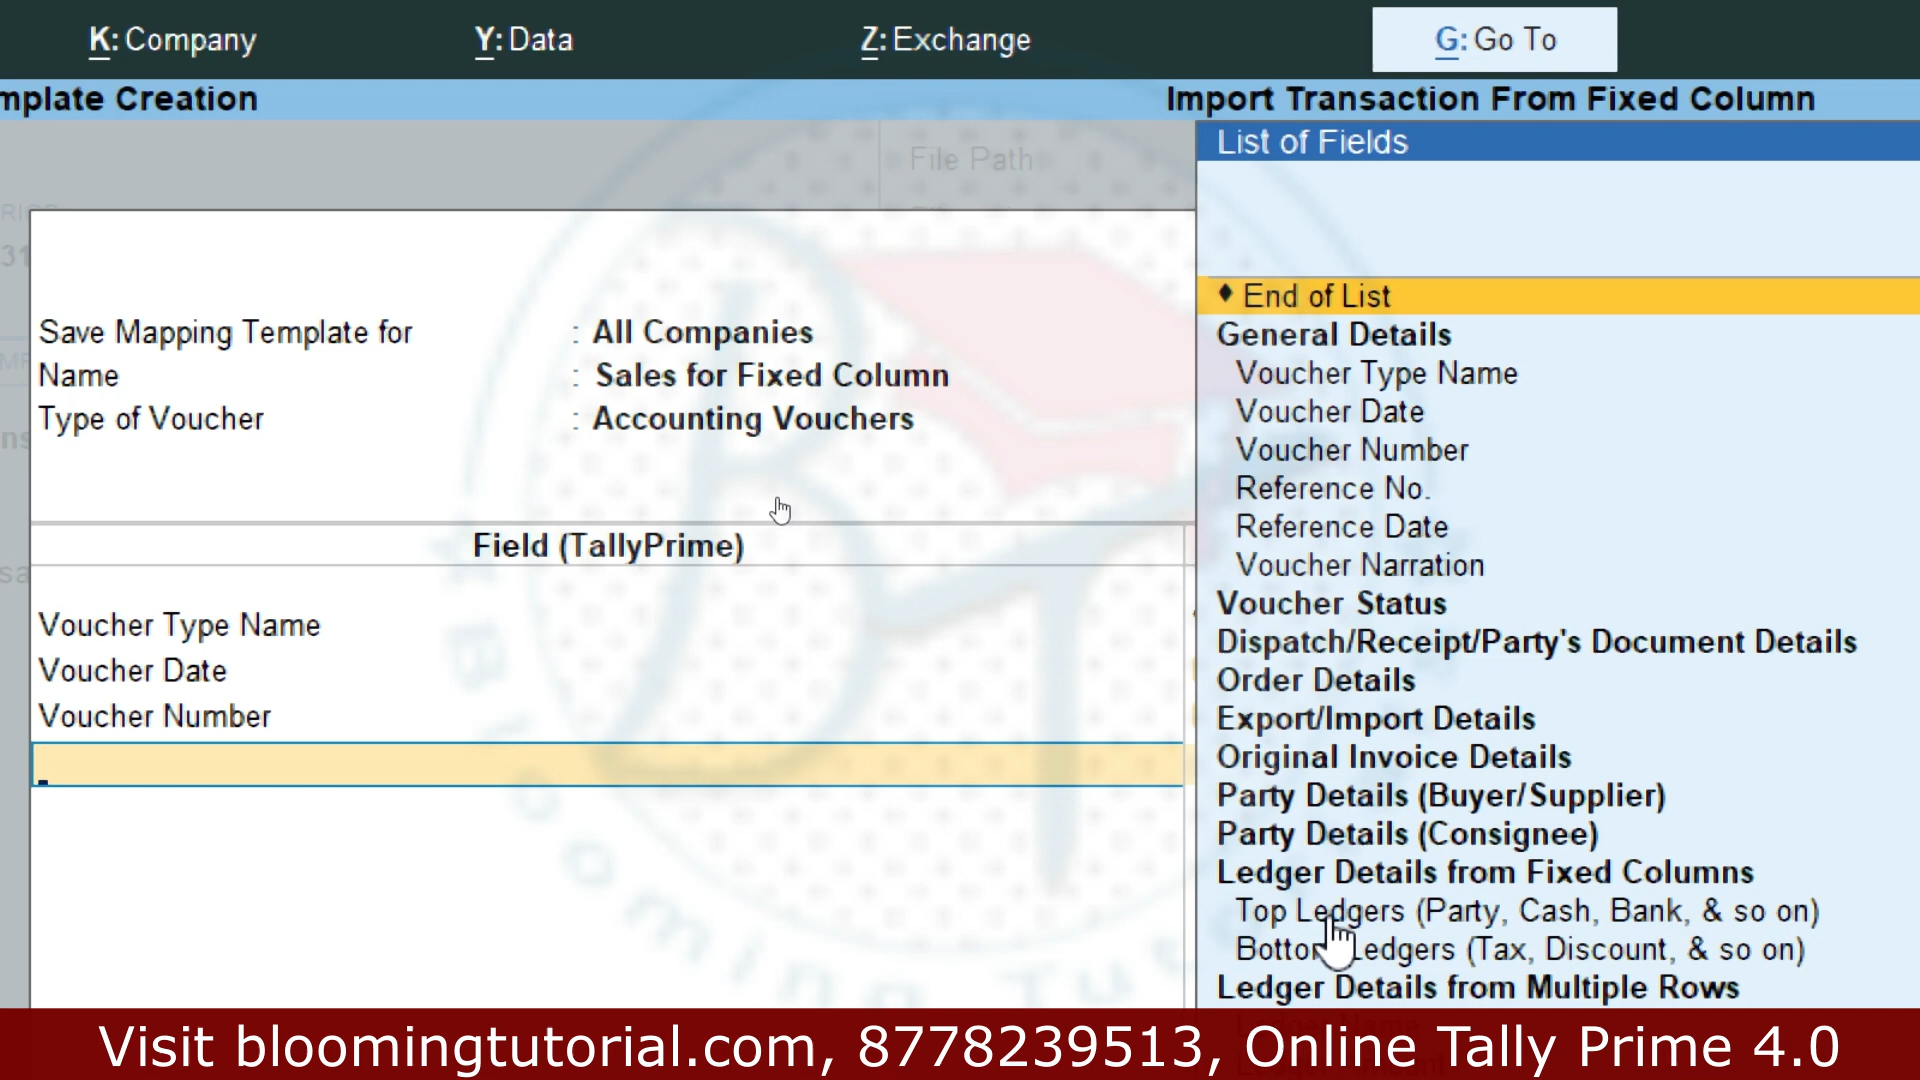 K: Company
Y: Data
Z: Exchange
G: Go To
mplate Creation
Import Transaction From Fixed Column
File Path
List of Fields
31
♦ End of List
Save Mapping Template for : All Companies
Name : Sales for Fixed Column
Type of Voucher : Accounting Vouchers
General Details
Voucher Type Name
Voucher Date
Voucher Number
Reference No.
Reference Date
Voucher Narration
Field (TallyPrime)
Voucher Type Name
Voucher Date
Voucher Number
Voucher Status
Dispatch/Receipt/Party's Document Details
Order Details
Export/Import Details
Original Invoice Details
Party Details (Buyer/Supplier)
Party Details (Consignee)
Ledger Details from Fixed Columns
Top Ledgers (Party, Cash, Bank, & so on)
Bottom Ledgers (Tax, Discount, & so on)
Ledger Details from Multiple Rows
Blooming Tu
Visit bloomingtutorial.com, 8778239513, Online Tally Prime 4.0